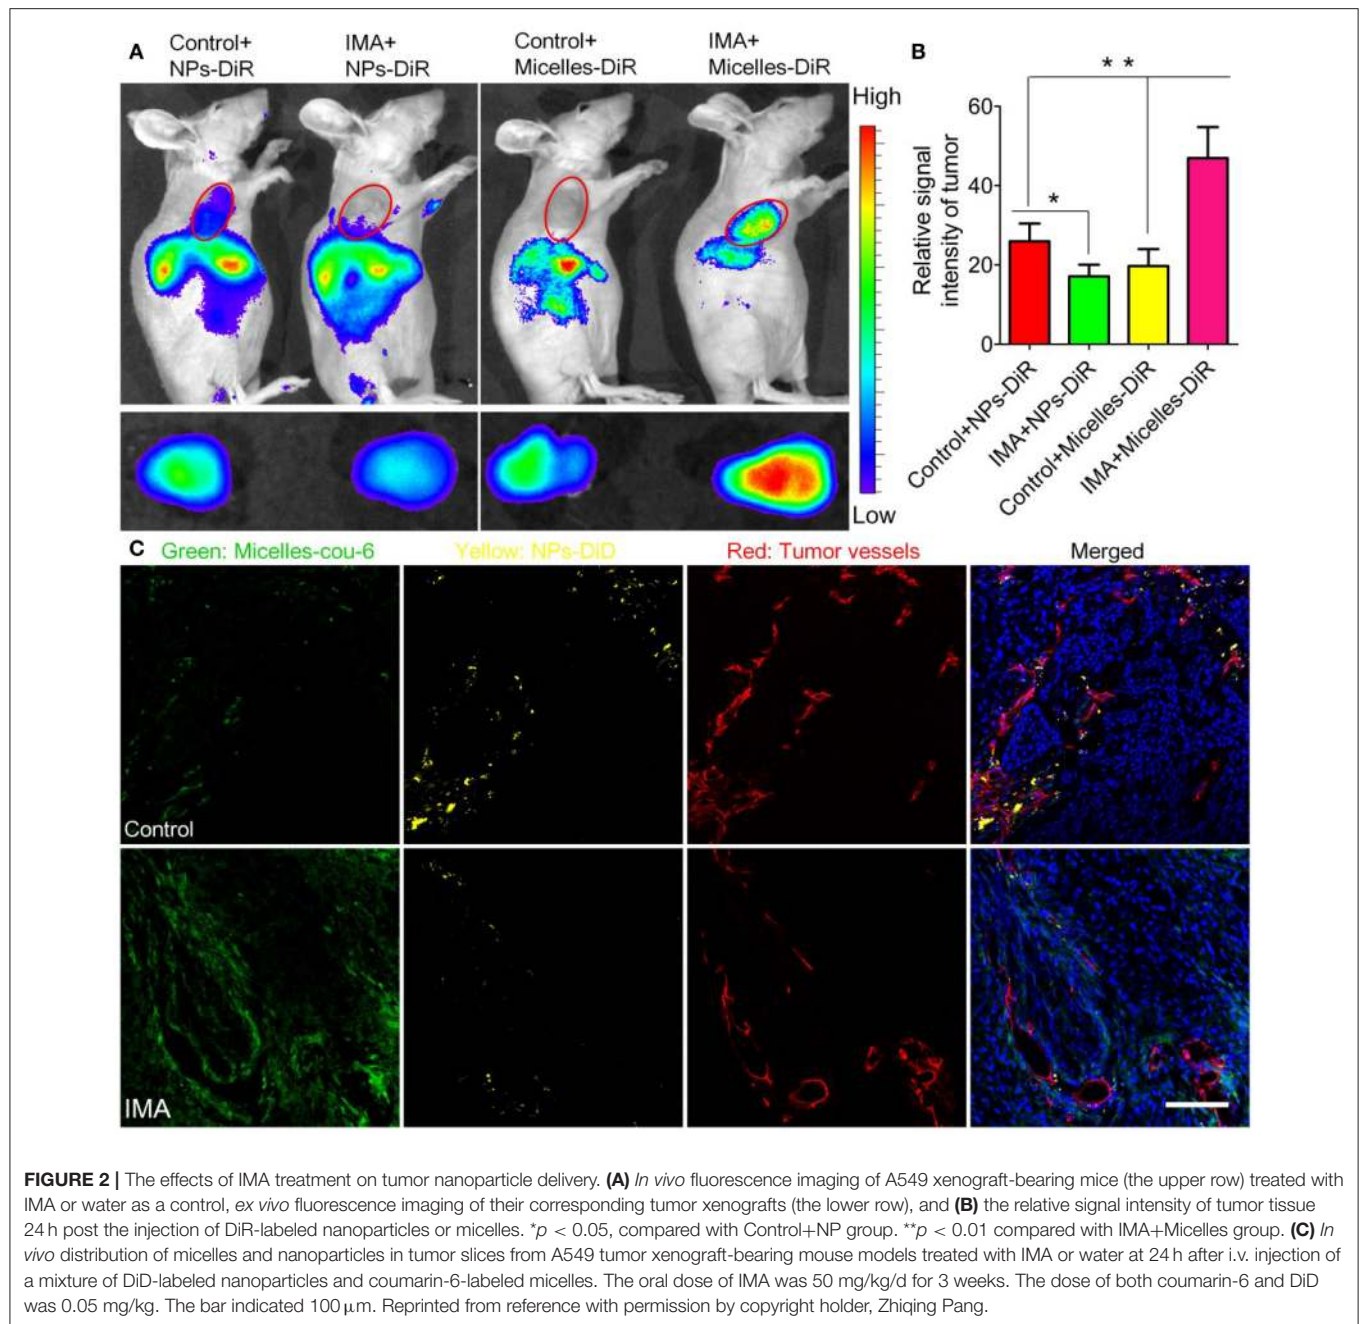 A
Control+
NPs-DiR
IMA+
NPs-DiR
Control+
Micelles-DiR
IMA+
Micelles-DiR
High
Low
B
* *
*
Relative signal
intensity of tumor
60
40
20
0
Control+NPs-DiR
IMA+NPs-DiR
Control+Micelles-DiR
IMA+Micelles-DiR
C
Green: Micelles-cou-6
Yellow: NPs-DiD
Red: Tumor vessels
Merged
Control
IMA
FIGURE 2 | The effects of IMA treatment on tumor nanoparticle delivery. (A) In vivo fluorescence imaging of A549 xenograft-bearing mice (the upper row) treated with
IMA or water as a control, ex vivo fluorescence imaging of their corresponding tumor xenografts (the lower row), and (B) the relative signal intensity of tumor tissue
24 h post the injection of DiR-labeled nanoparticles or micelles. *p < 0.05, compared with Control+NP group. **p < 0.01 compared with IMA+Micelles group. (C) In
vivo distribution of micelles and nanoparticles in tumor slices from A549 tumor xenograft-bearing mouse models treated with IMA or water at 24 h after i.v. injection of
a mixture of DiD-labeled nanoparticles and coumarin-6-labeled micelles. The oral dose of IMA was 50 mg/kg/d for 3 weeks. The dose of both coumarin-6 and DiD
was 0.05 mg/kg. The bar indicated 100 μm. Reprinted from reference with permission by copyright holder, Zhiqing Pang.